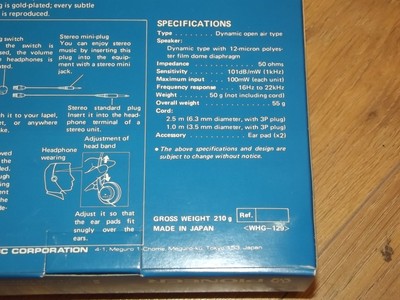 g is gold-plated; every subtle
is reproduced.
ng switch
the switch is
sed, the volume
e headphones is
nted.
Stereo mini-plug
You can enjoy stereo
music by inserting this
plug into the equip-
ment with a stereo mini
jack.
h it to your lapel,
et, or anywhere
ke.
Stereo standard plug
Insert it into the head-
phone terminal of a
stereo unit.
Adjustment of
head band
Headphone
wearing
Adjust it so that
the ear pads fit
snugly over the
ears.
SPECIFICATIONS
Type . . . . . . . . Dynamic open air type
Speaker:
Dynamic type with 12-micron polyes-
ter film dome diaphragm
Impedance . . . . . . . . 50 ohms
Sensitivity . . . . . . . . 101dB/mW (1kHz)
Maximum input . . . . 100mW (each unit)
Frequency response . . . . 16Hz to 22kHz
Weight . . . . . 50 g (not including cord)
Overall weight . . . . . . . . 55 g
Cord:
2.5 m (6.3 mm diameter, with 3P plug)
1.0 m (3.5 mm diameter, with 3P plug)
Accessory . . . . . . . . Ear pad (x2)
● The above specifications and design are
subject to change without notice.
GROSS WEIGHT 210 g
MADE IN JAPAN
Ref.
<WHG-129>
IC CORPORATION 4-1, Meguro 1-Chome, Meguro-ku, Tokyo 153, Japan